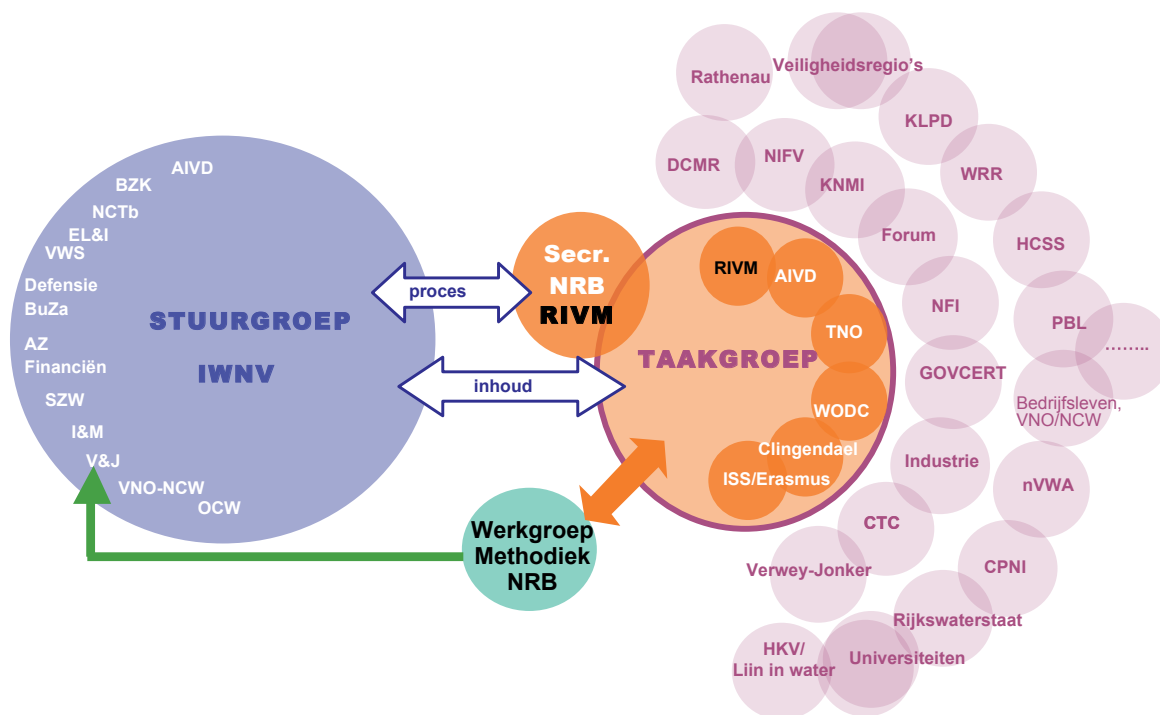 AIVD
BZK
NCTb
EL&I
VWS
Defensie
BuZa
AZ
Financiën
SZW
I&M
V&J
VNO-NCW
OCW
STUURGROEP
IWNV
proces
inhoud
Secr.
NRB
RIVM
Werkgroep
Methodiek
NRB
TAAKGROEP
RIVM
AIVD
TNO
WODC
Clingendael
ISS/Erasmus
Rathenau
Veiligheidsregio's
DCMR
NIFV
KLPD
KNMI
WRR
Forum
HCSS
NFI
PBL
……..
GOVCERT
Bedrijfsleven,
VNO/NCW
Industrie
nVWA
CTC
CPNI
Verwey-Jonker
Rijkswaterstaat
HKV/
Liin in water
Universiteiten